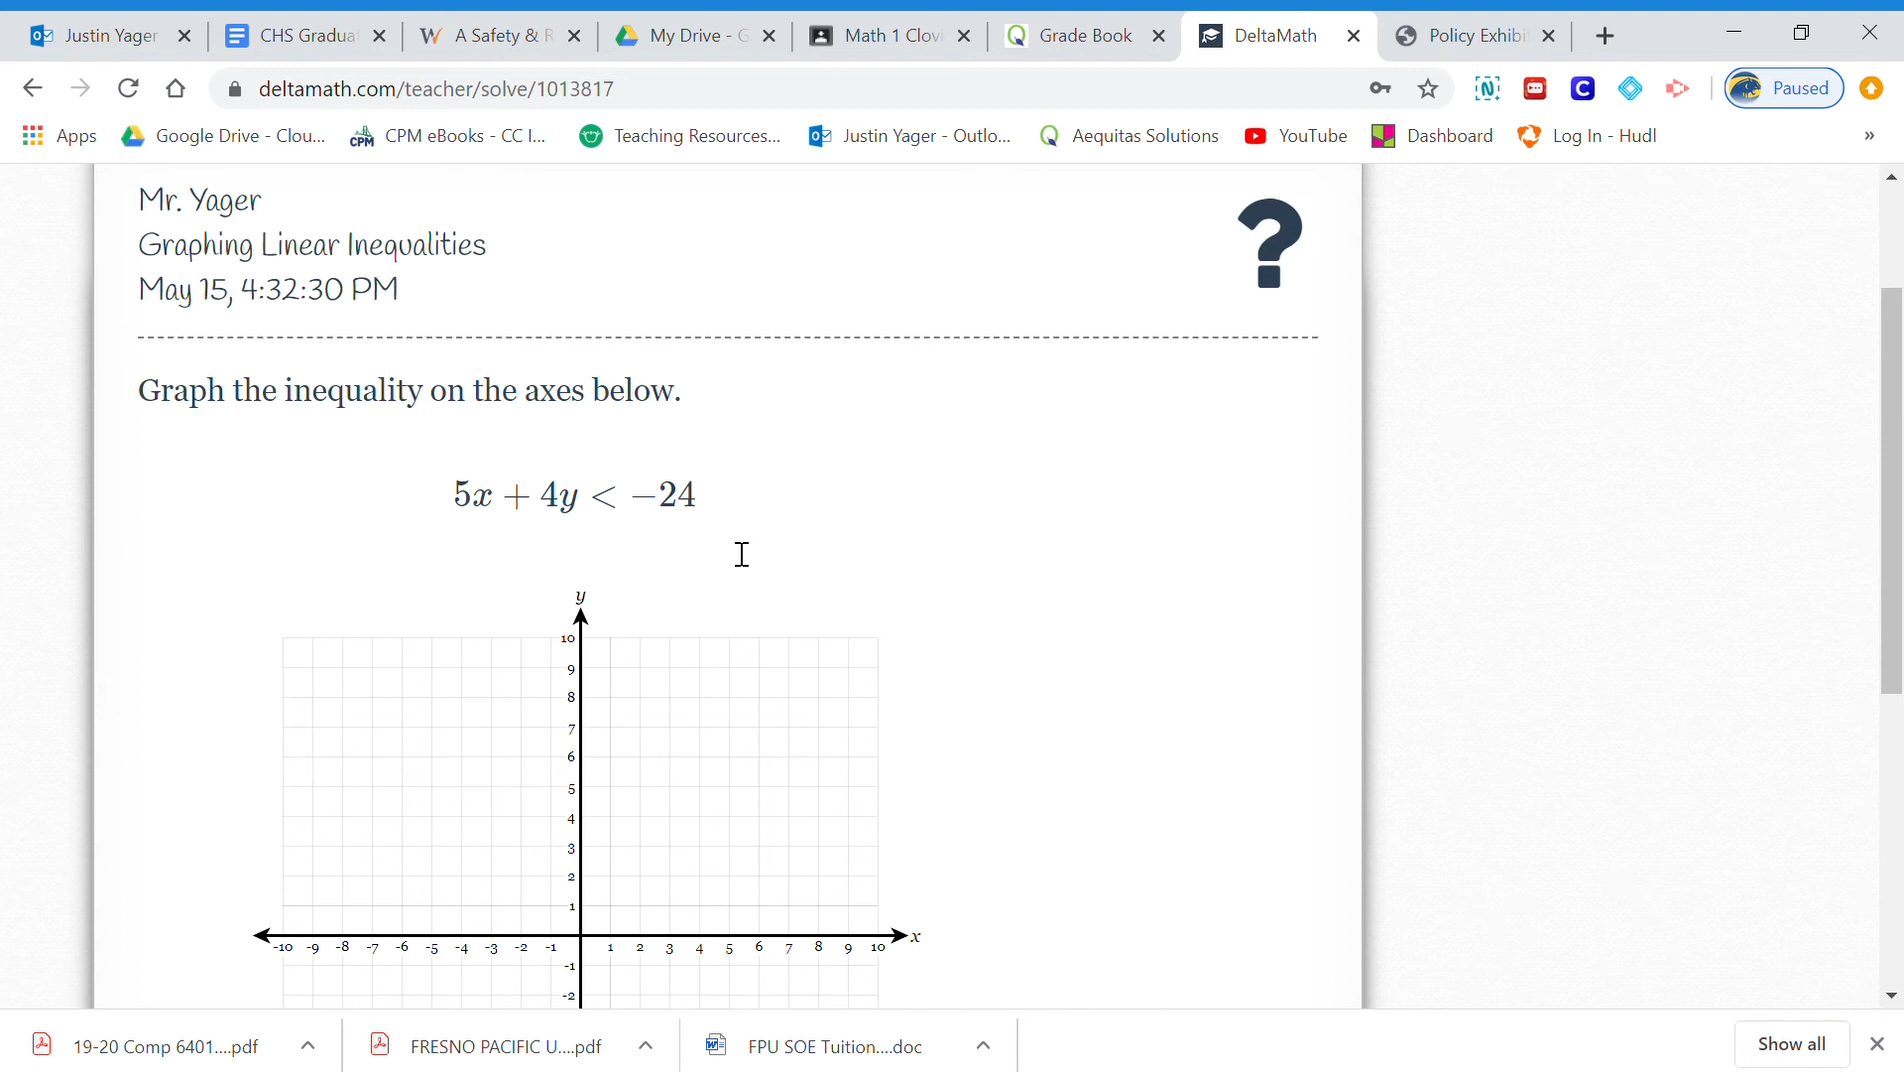 Justin Yager
CHS Gradua
A Safety & R
My Drive - G
Math 1 Clovi
Grade Book
DeltaMath
Policy Exhibi
deltamath.com/teacher/solve/1013817
Paused
Apps
Google Drive - Clou...
CPM
CPM eBooks - CC I...
Teaching Resources...
Justin Yager - Outlo...
Aequitas Solutions
YouTube
Dashboard
Log In - Hudl
»
Mr. Yager
Graphing Linear Inequalities
May 15, 4:32:30 PM
?
Graph the inequality on the axes below.
5x + 4y < −24
y
10
9
8
7
6
5
4
3
2
1
-10 -9 -8 -7 -6 -5 -4 -3 -2 -1 1 2 3 4 5 6 7 8 9 10 x
-1
-2
19-20 Comp 6401....pdf
FRESNO PACIFIC U....pdf
FPU SOE Tuition....doc
Show all